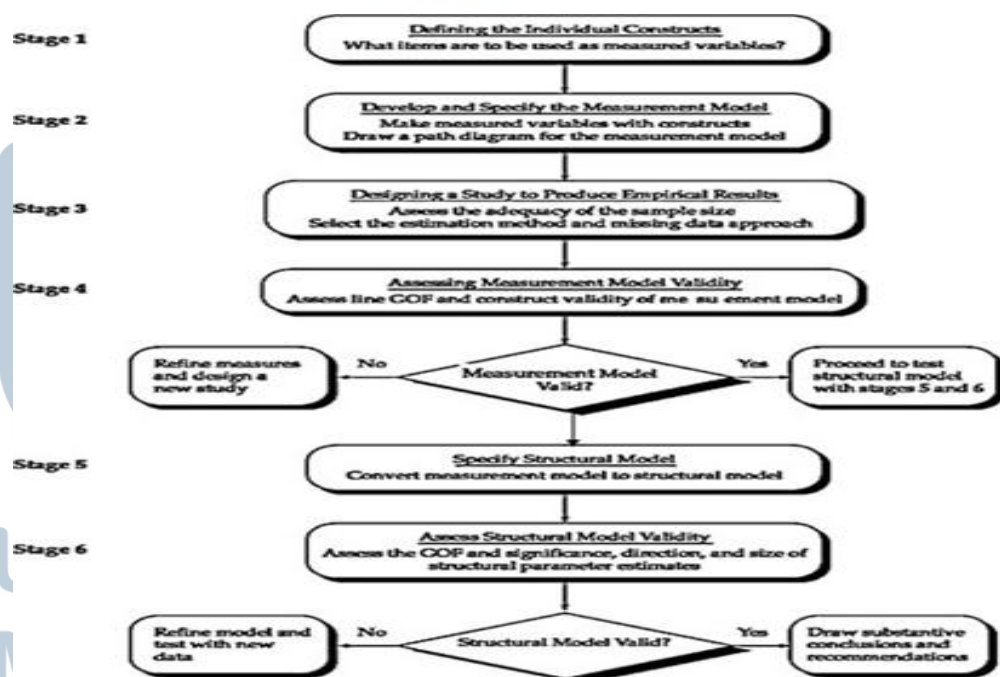 Stage 1
Defining the Individual Constructs
What items are to be used as measured variables?
Stage 2
Develop and Specify the Measurement Model
Make measured variables with constructs
Draw a path diagram for the measurement model
Stage 3
Designing a Study to Produce Empirical Results
Assess the adequacy of the sample size
Select the estimation method and missing data approach
Stage 4
Assessing Measurement Model Validity
Assess line GOF and construct validity of me su ement model
Refine measures
and design a
new study
No
Measurement Model
Valid?
Yes
Proceed to test
structural model
with stages 5 and 6
Stage 5
Specify Structural Model
Convert measurement model to structural model
Stage 6
Assess Structural Model Validity
Assess the GOF and significance, direction, and size of
structural parameter estimates
Refine model and
test with new
data
No
Structural Model Valid?
Yes
Draw substantive
conclusions and
recommendations